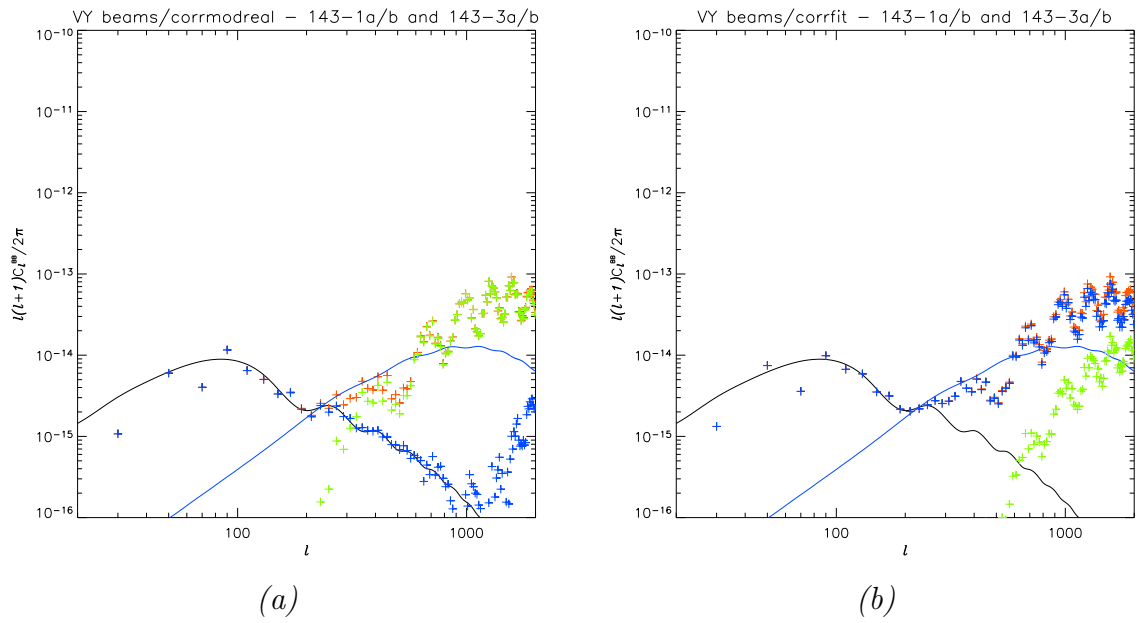 VY beams/corrmodreal - 143-1a/b and 143-3a/b
VY beams/corrfit - 143-1a/b and 143-3a/b
10⁻¹⁰
10⁻¹¹
10⁻¹²
10⁻¹³
10⁻¹⁴
10⁻¹⁵
10⁻¹⁶
l(l+1)C_l^BB/2π
100
1000
l
(a)
10⁻¹⁰
10⁻¹¹
10⁻¹²
10⁻¹³
10⁻¹⁴
10⁻¹⁵
10⁻¹⁶
l(l+1)C_l^BB/2π
100
1000
l
(b)